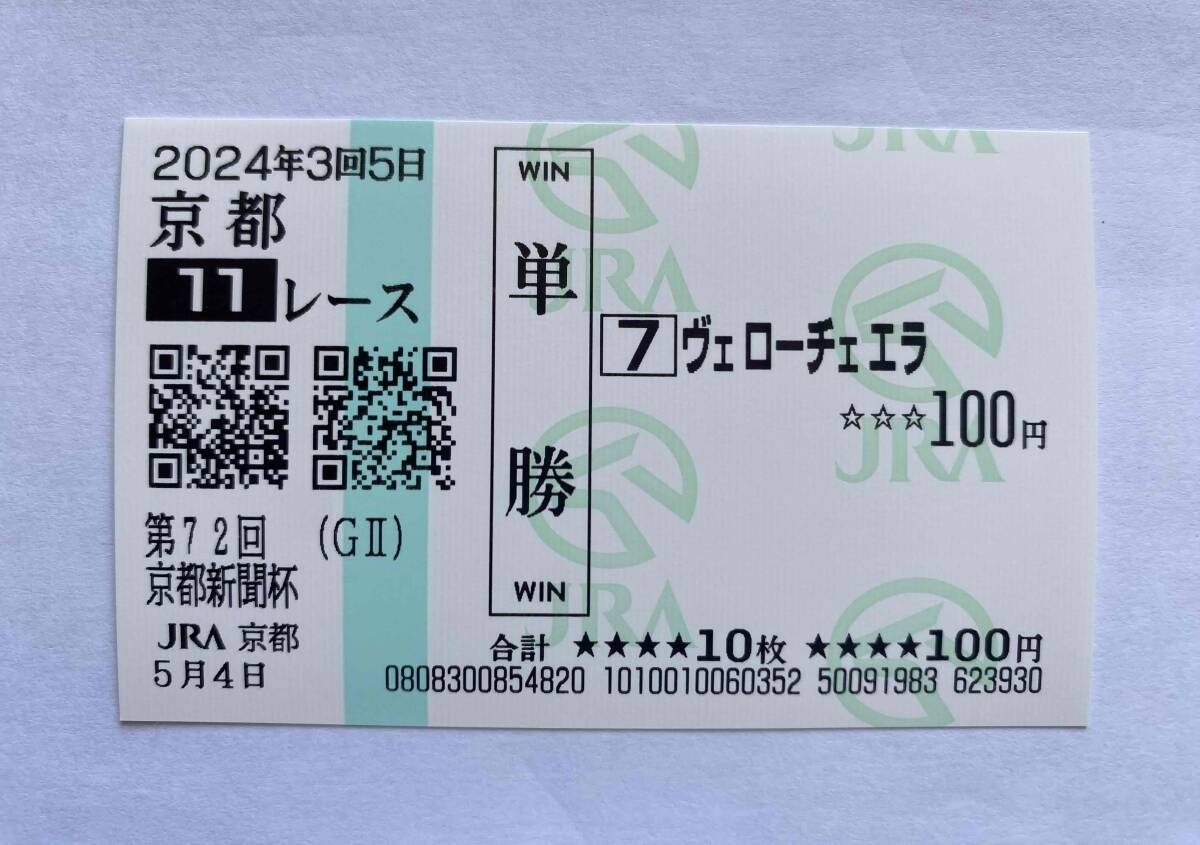 2024年3回5日
京都
11レース
第72回 (GⅡ)
京都新聞杯
JRA 京都
5月4日
WIN
単勝
WIN
7 ヴェローチェエラ
☆☆☆100円
合計 ★★★★10枚 ★★★★100円
0808300854820 1010010060352 50091983 623930
JRA
JRA
JRA
JRA